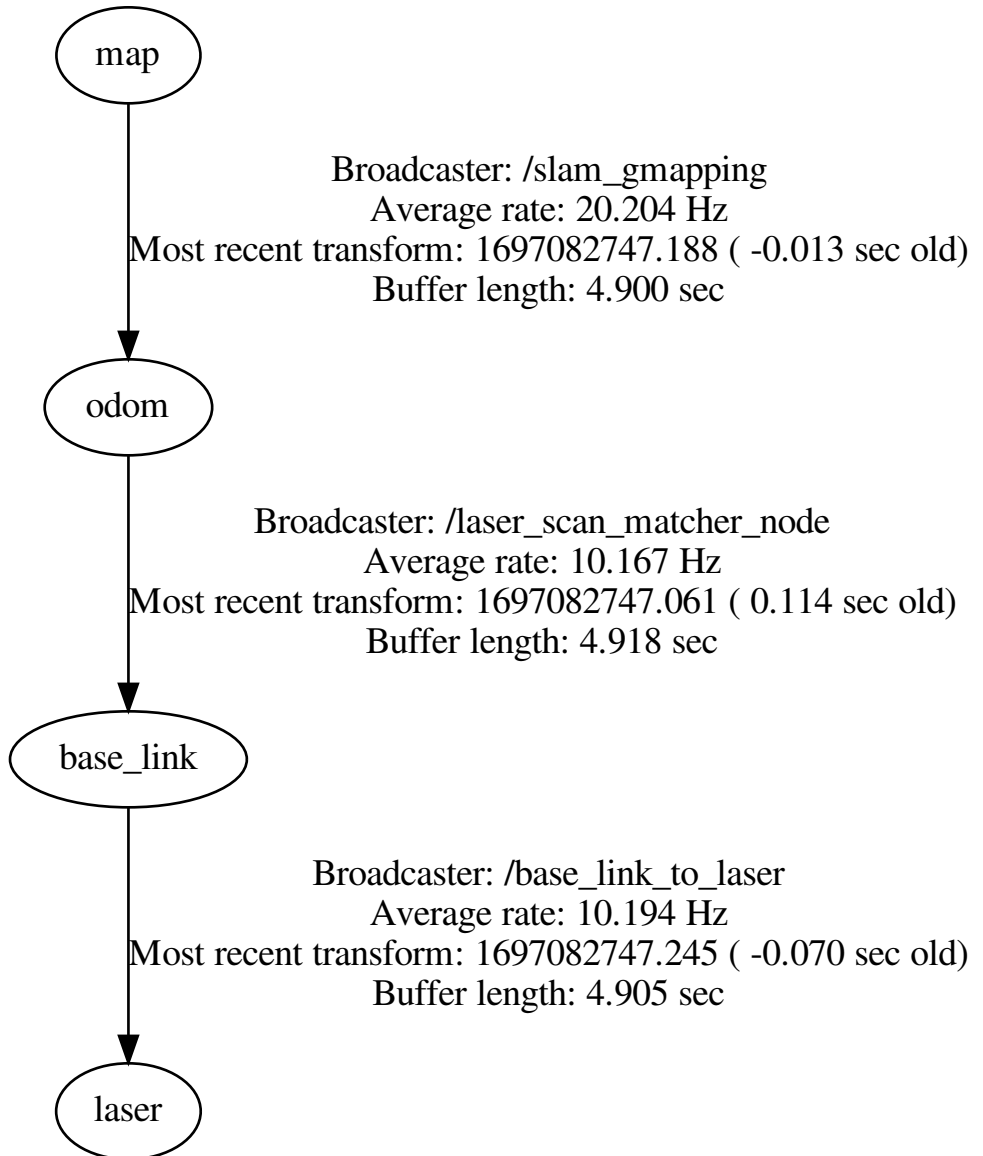 map
Broadcaster: /slam_gmapping
Average rate: 20.204 Hz
Most recent transform: 1697082747.188 ( -0.013 sec old)
Buffer length: 4.900 sec
odom
Broadcaster: /laser_scan_matcher_node
Average rate: 10.167 Hz
Most recent transform: 1697082747.061 ( 0.114 sec old)
Buffer length: 4.918 sec
base_link
Broadcaster: /base_link_to_laser
Average rate: 10.194 Hz
Most recent transform: 1697082747.245 ( -0.070 sec old)
Buffer length: 4.905 sec
laser